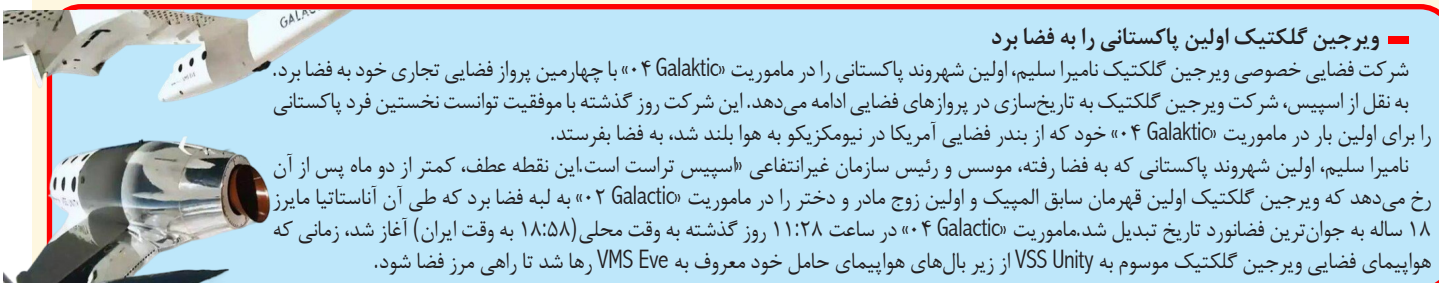 ویرجین گلکتیک اولین پاکستانی را به فضا برد
شرکت فضایی خصوصی ویرجین گلکتیک نامیرا سلیم، اولین شهروند پاکستانی را در ماموریت «Galaktic ۰۴» با چهارمین پرواز فضایی تجاری خود به فضا برد.
به نقل از اسپیس، شرکت ویرجین گلکتیک به تاریخ‌سازی در پروازهای فضایی ادامه می‌دهد. این شرکت روز گذشته با موفقیت توانست نخستین فرد پاکستانی
را برای اولین بار در ماموریت «Galaktic ۰۴» خود که از بندر فضایی آمریکا در نیومکزیکو به هوا بلند شد، به فضا بفرستد.
نامیرا سلیم، اولین شهروند پاکستانی که به فضا رفته، موسس و رئیس سازمان غیرانتفاعی «اسپیس تراست است.این نقطه عطف، کمتر از دو ماه پس از آن
رخ می‌دهد که ویرجین گلکتیک اولین قهرمان سابق المپیک و اولین زوج مادر و دختر را در ماموریت «Galactic ۰۲» به لبه فضا برد که طی آن آناستاتیا مایرز
۱۸ ساله به جوان‌ترین فضانورد تاریخ تبدیل شد.ماموریت «Galactic ۰۴» در ساعت ۱۱:۲۸ روز گذشته به وقت محلی(۱۸:۵۸ به وقت ایران) آغاز شد، زمانی که
هواپیمای فضایی ویرجین گلکتیک موسوم به VSS Unity از زیر بال‌های هواپیمای حامل خود معروف به VMS Eve رها شد تا راهی مرز فضا شود.